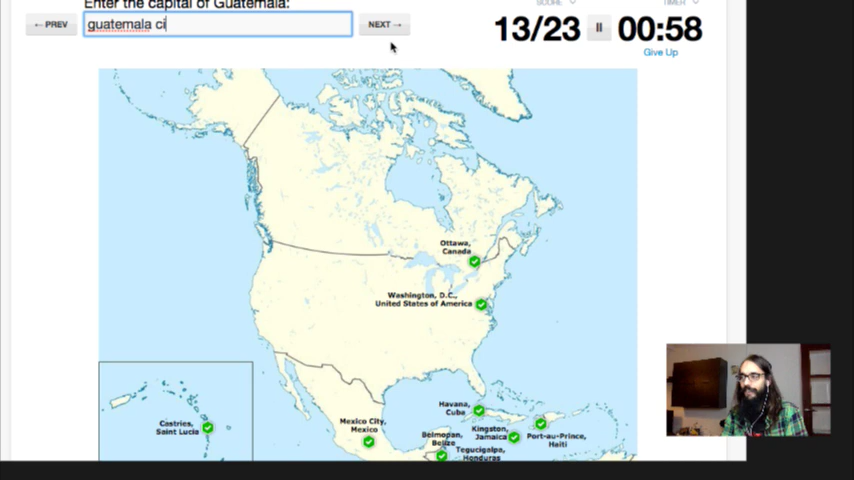 Enter the capital of Guatemala:
SCORE
TIMER
← PREV
guatemala ci
NEXT →
13/23
00:58
Give Up
Ottawa,
Canada
Washington, D.C.,
United States of America
Havana,
Cuba
Castries,
Saint Lucia
Mexico City,
Mexico
Kingston,
Jamaica
Port-au-Prince,
Haiti
Belmopan,
Belize
Tegucigalpa,
Honduras